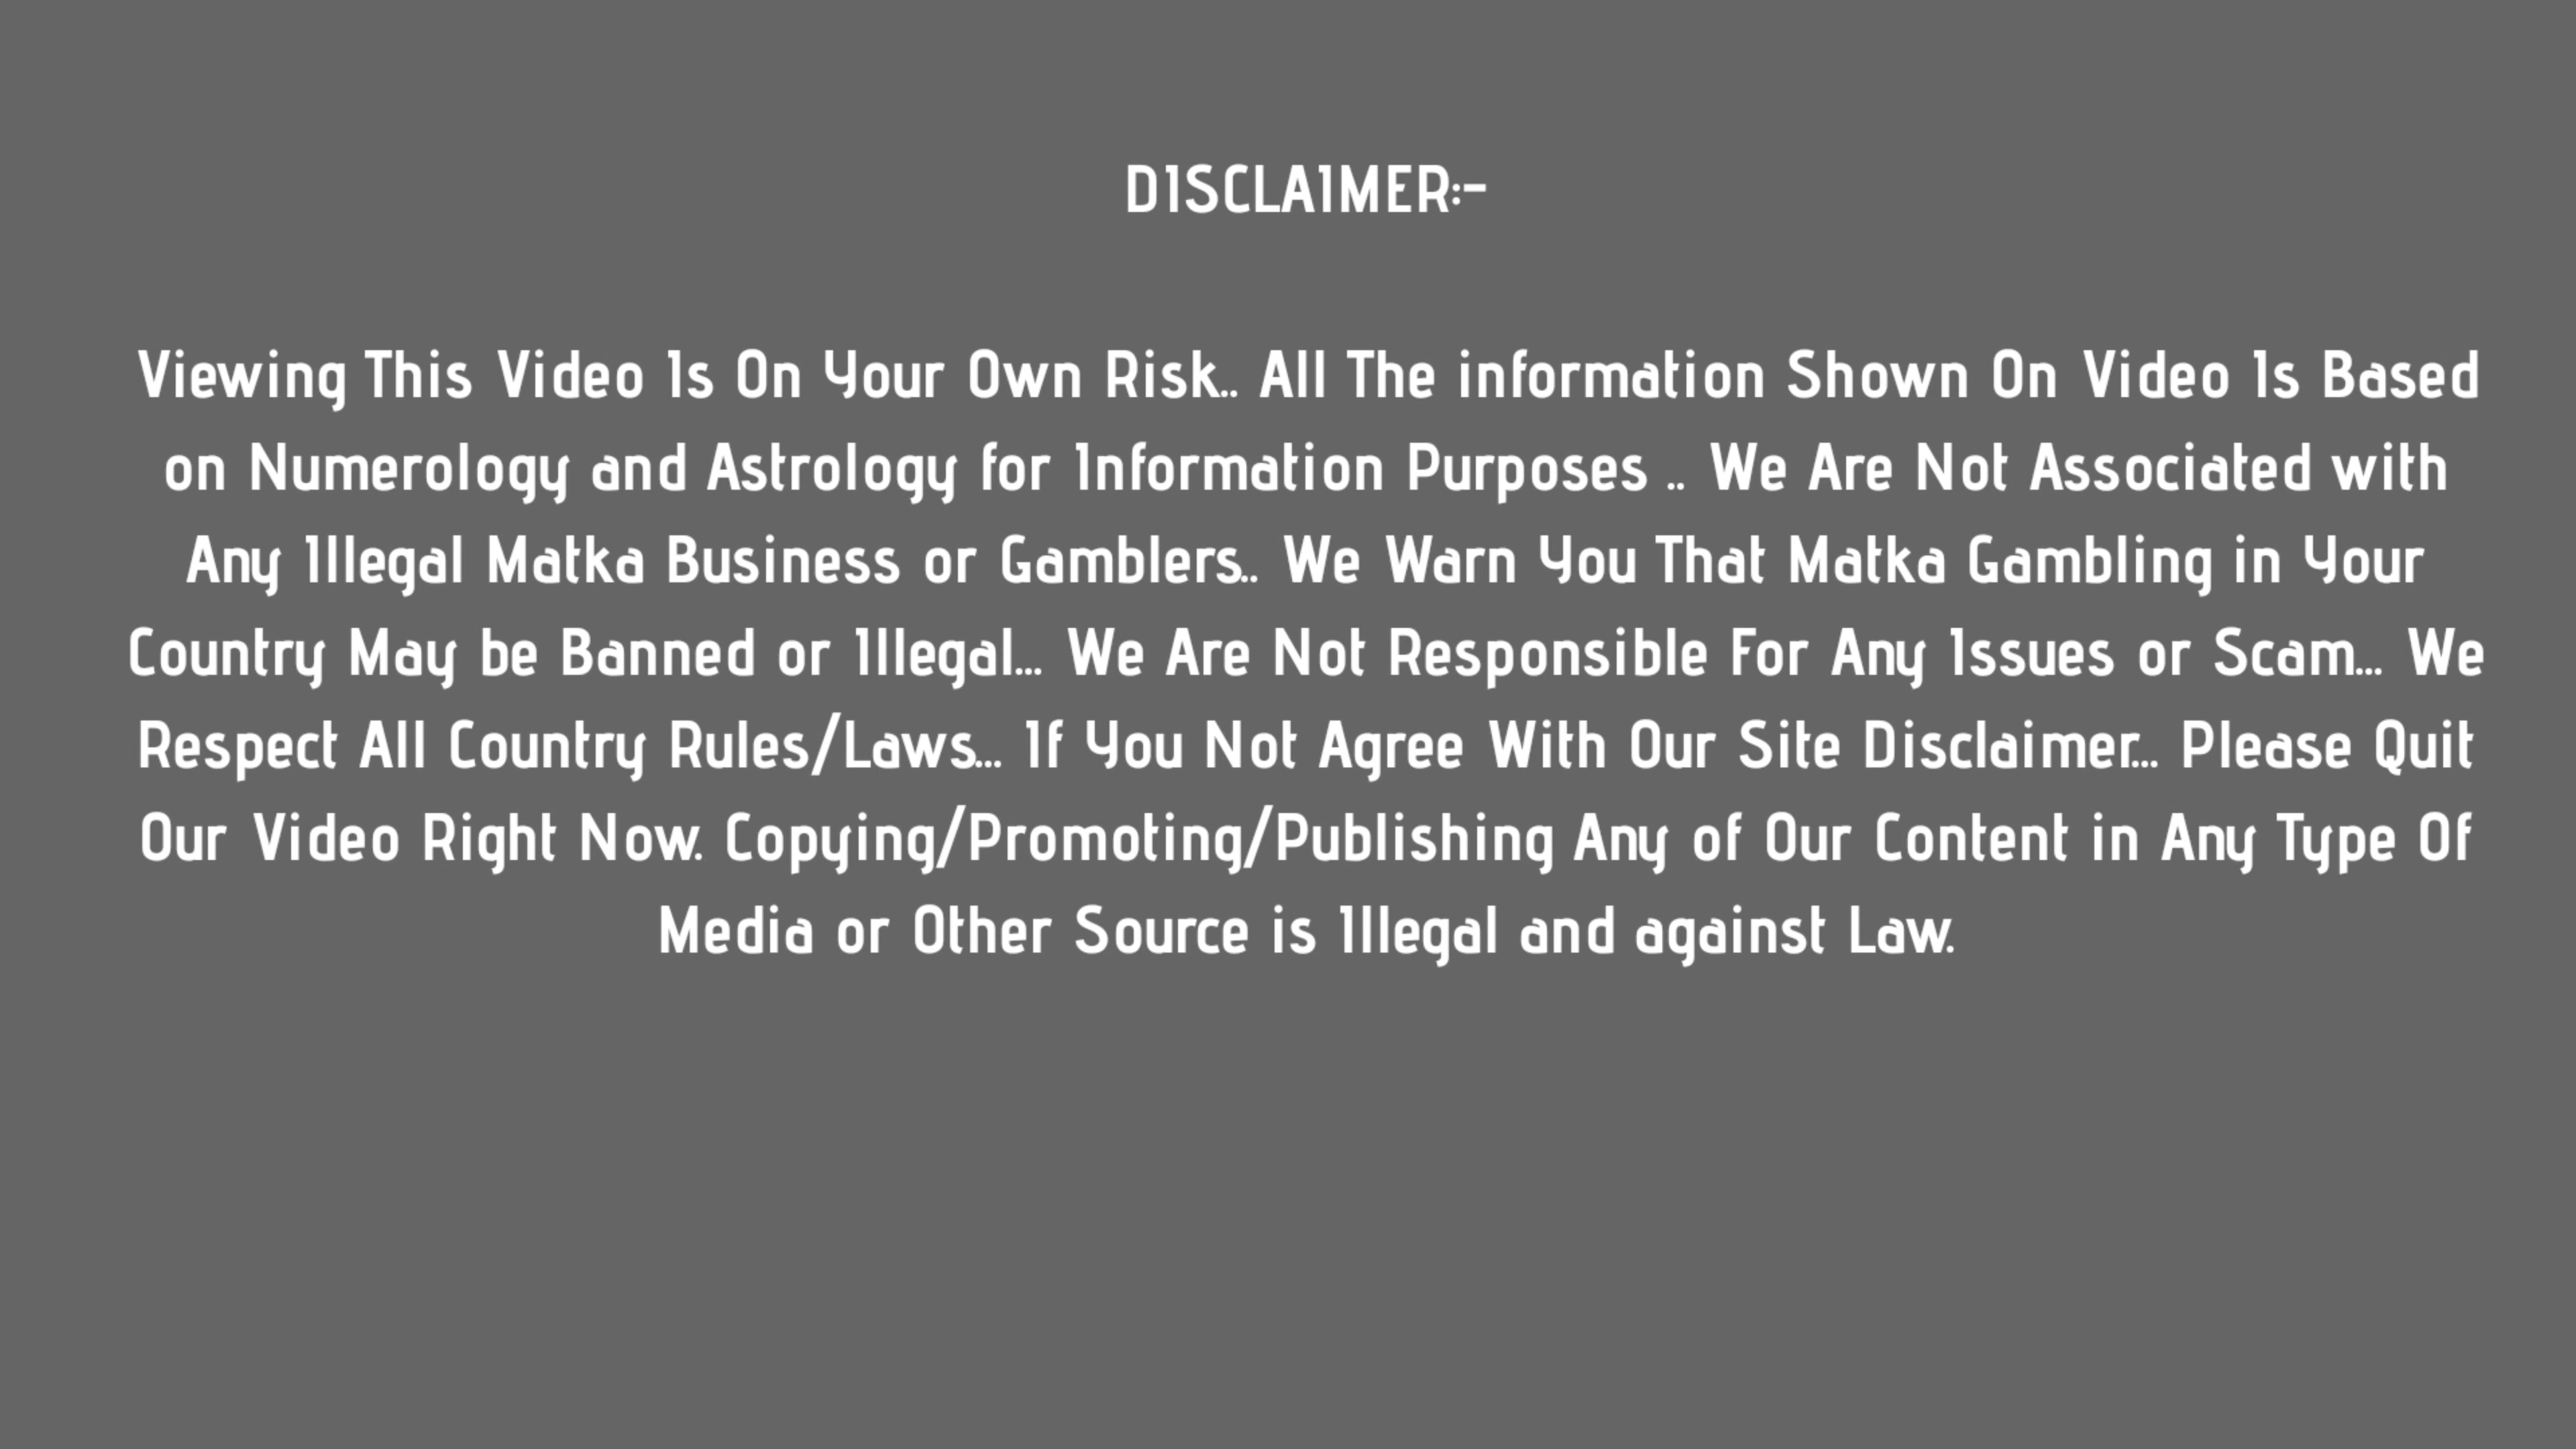 DISCLAIMER:-
Viewing This Video Is On Your Own Risk.. All The information Shown On Video Is Based
on Numerology and Astrology for Information Purposes .. We Are Not Associated with
Any Illegal Matka Business or Gamblers.. We Warn You That Matka Gambling in Your
Country May be Banned or Illegal... We Are Not Responsible For Any Issues or Scam... We
Respect All Country Rules/Laws... If You Not Agree With Our Site Disclaimer... Please Quit
Our Video Right Now. Copying/Promoting/Publishing Any of Our Content in Any Type Of
Media or Other Source is Illegal and against Law.